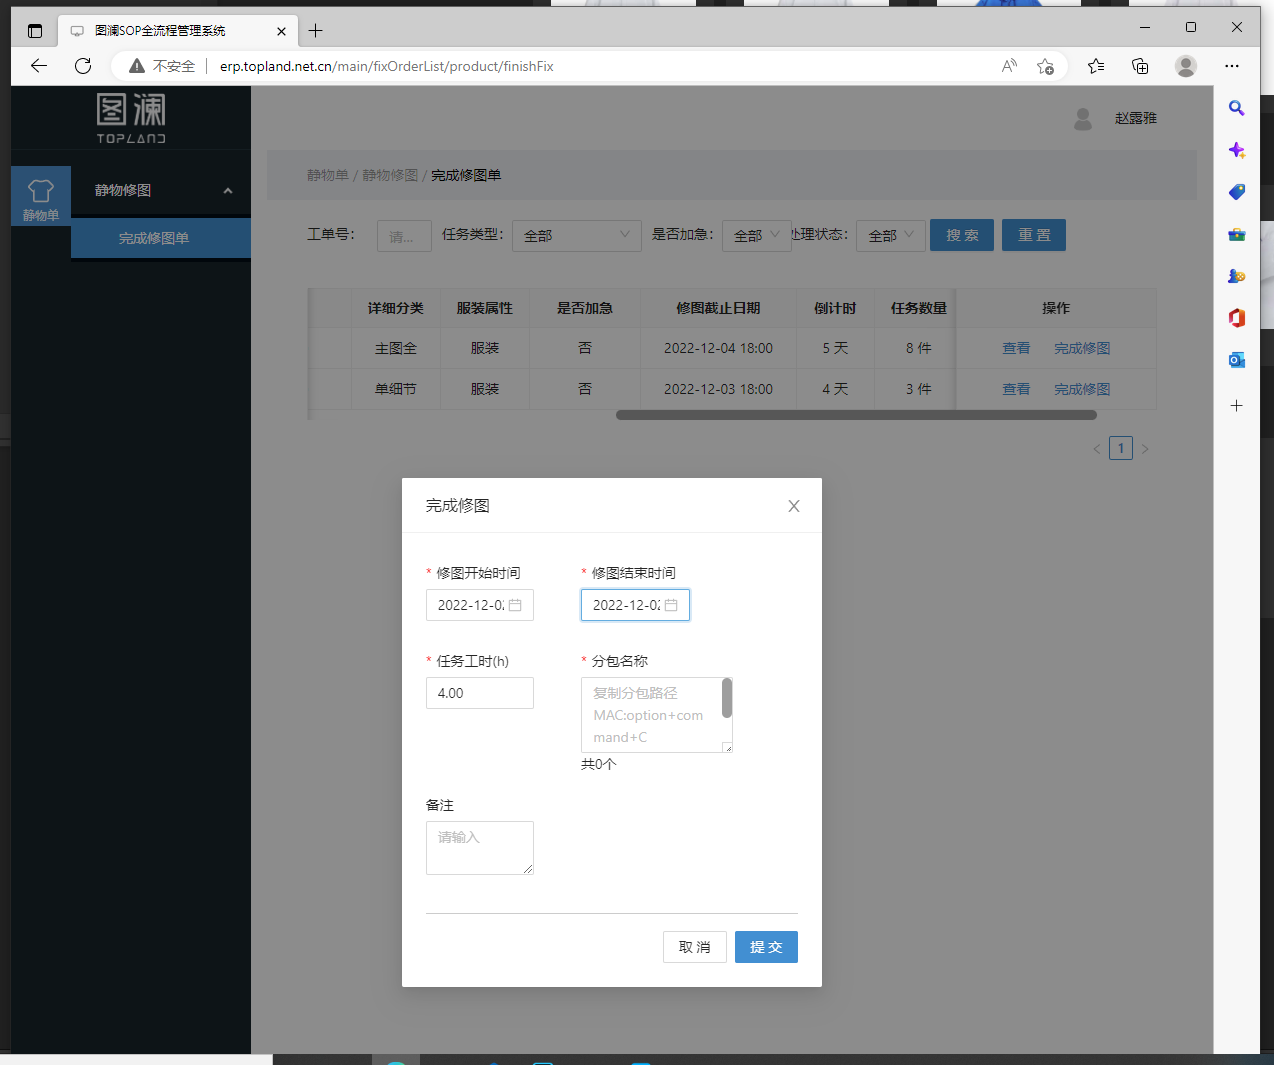 图澜SOP全流程管理系统
不安全
erp.topland.net.cn/main/fixOrderList/product/finishFix
图澜
TOPLAND
赵露雅
静物单
静物修图
完成修图单
静物单 / 静物修图 / 完成修图单
工单号： 请... 任务类型： 全部 是否加急： 全部 处理状态： 全部 搜 索 重 置
详细分类 服装属性 是否加急 修图截止日期 倒计时 任务数量 操作
主图全 服装 否 2022-12-04 18:00 5 天 8 件 查看 完成修图
单细节 服装 否 2022-12-03 18:00 4 天 3 件 查看 完成修图
< 1 >
完成修图
* 修图开始时间 * 修图结束时间
2022-12-02 2022-12-02
* 任务工时(h) * 分包名称
4.00
复制分包路径
MAC:option+com
mand+C
共0个
备注
请输入
取 消 提 交